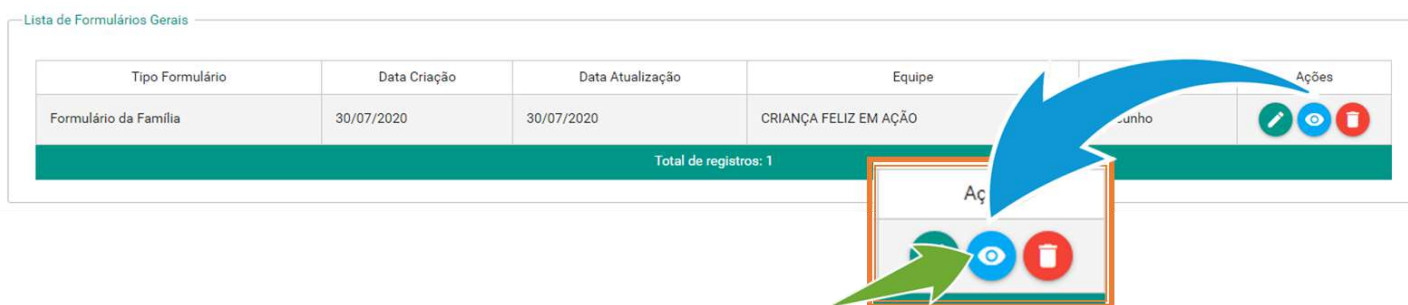 Lista de Formulários Gerais
Tipo Formulário Data Criação Data Atualização Equipe Ações
Formulário da Família 30/07/2020 30/07/2020 CRIANÇA FELIZ EM AÇÃO
Total de registros: 1